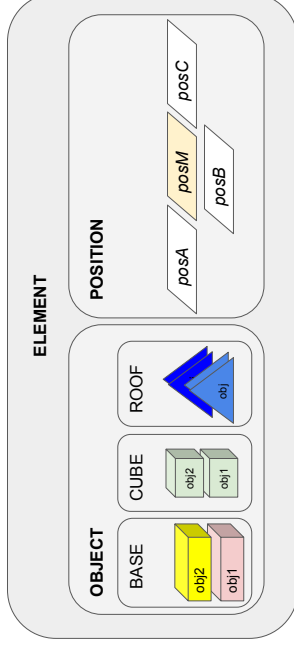 ELEMENT
OBJECT
BASE
obj2
obj1
CUBE
obj2
obj1
ROOF
obj
POSITION
posA
posM
posC
posB